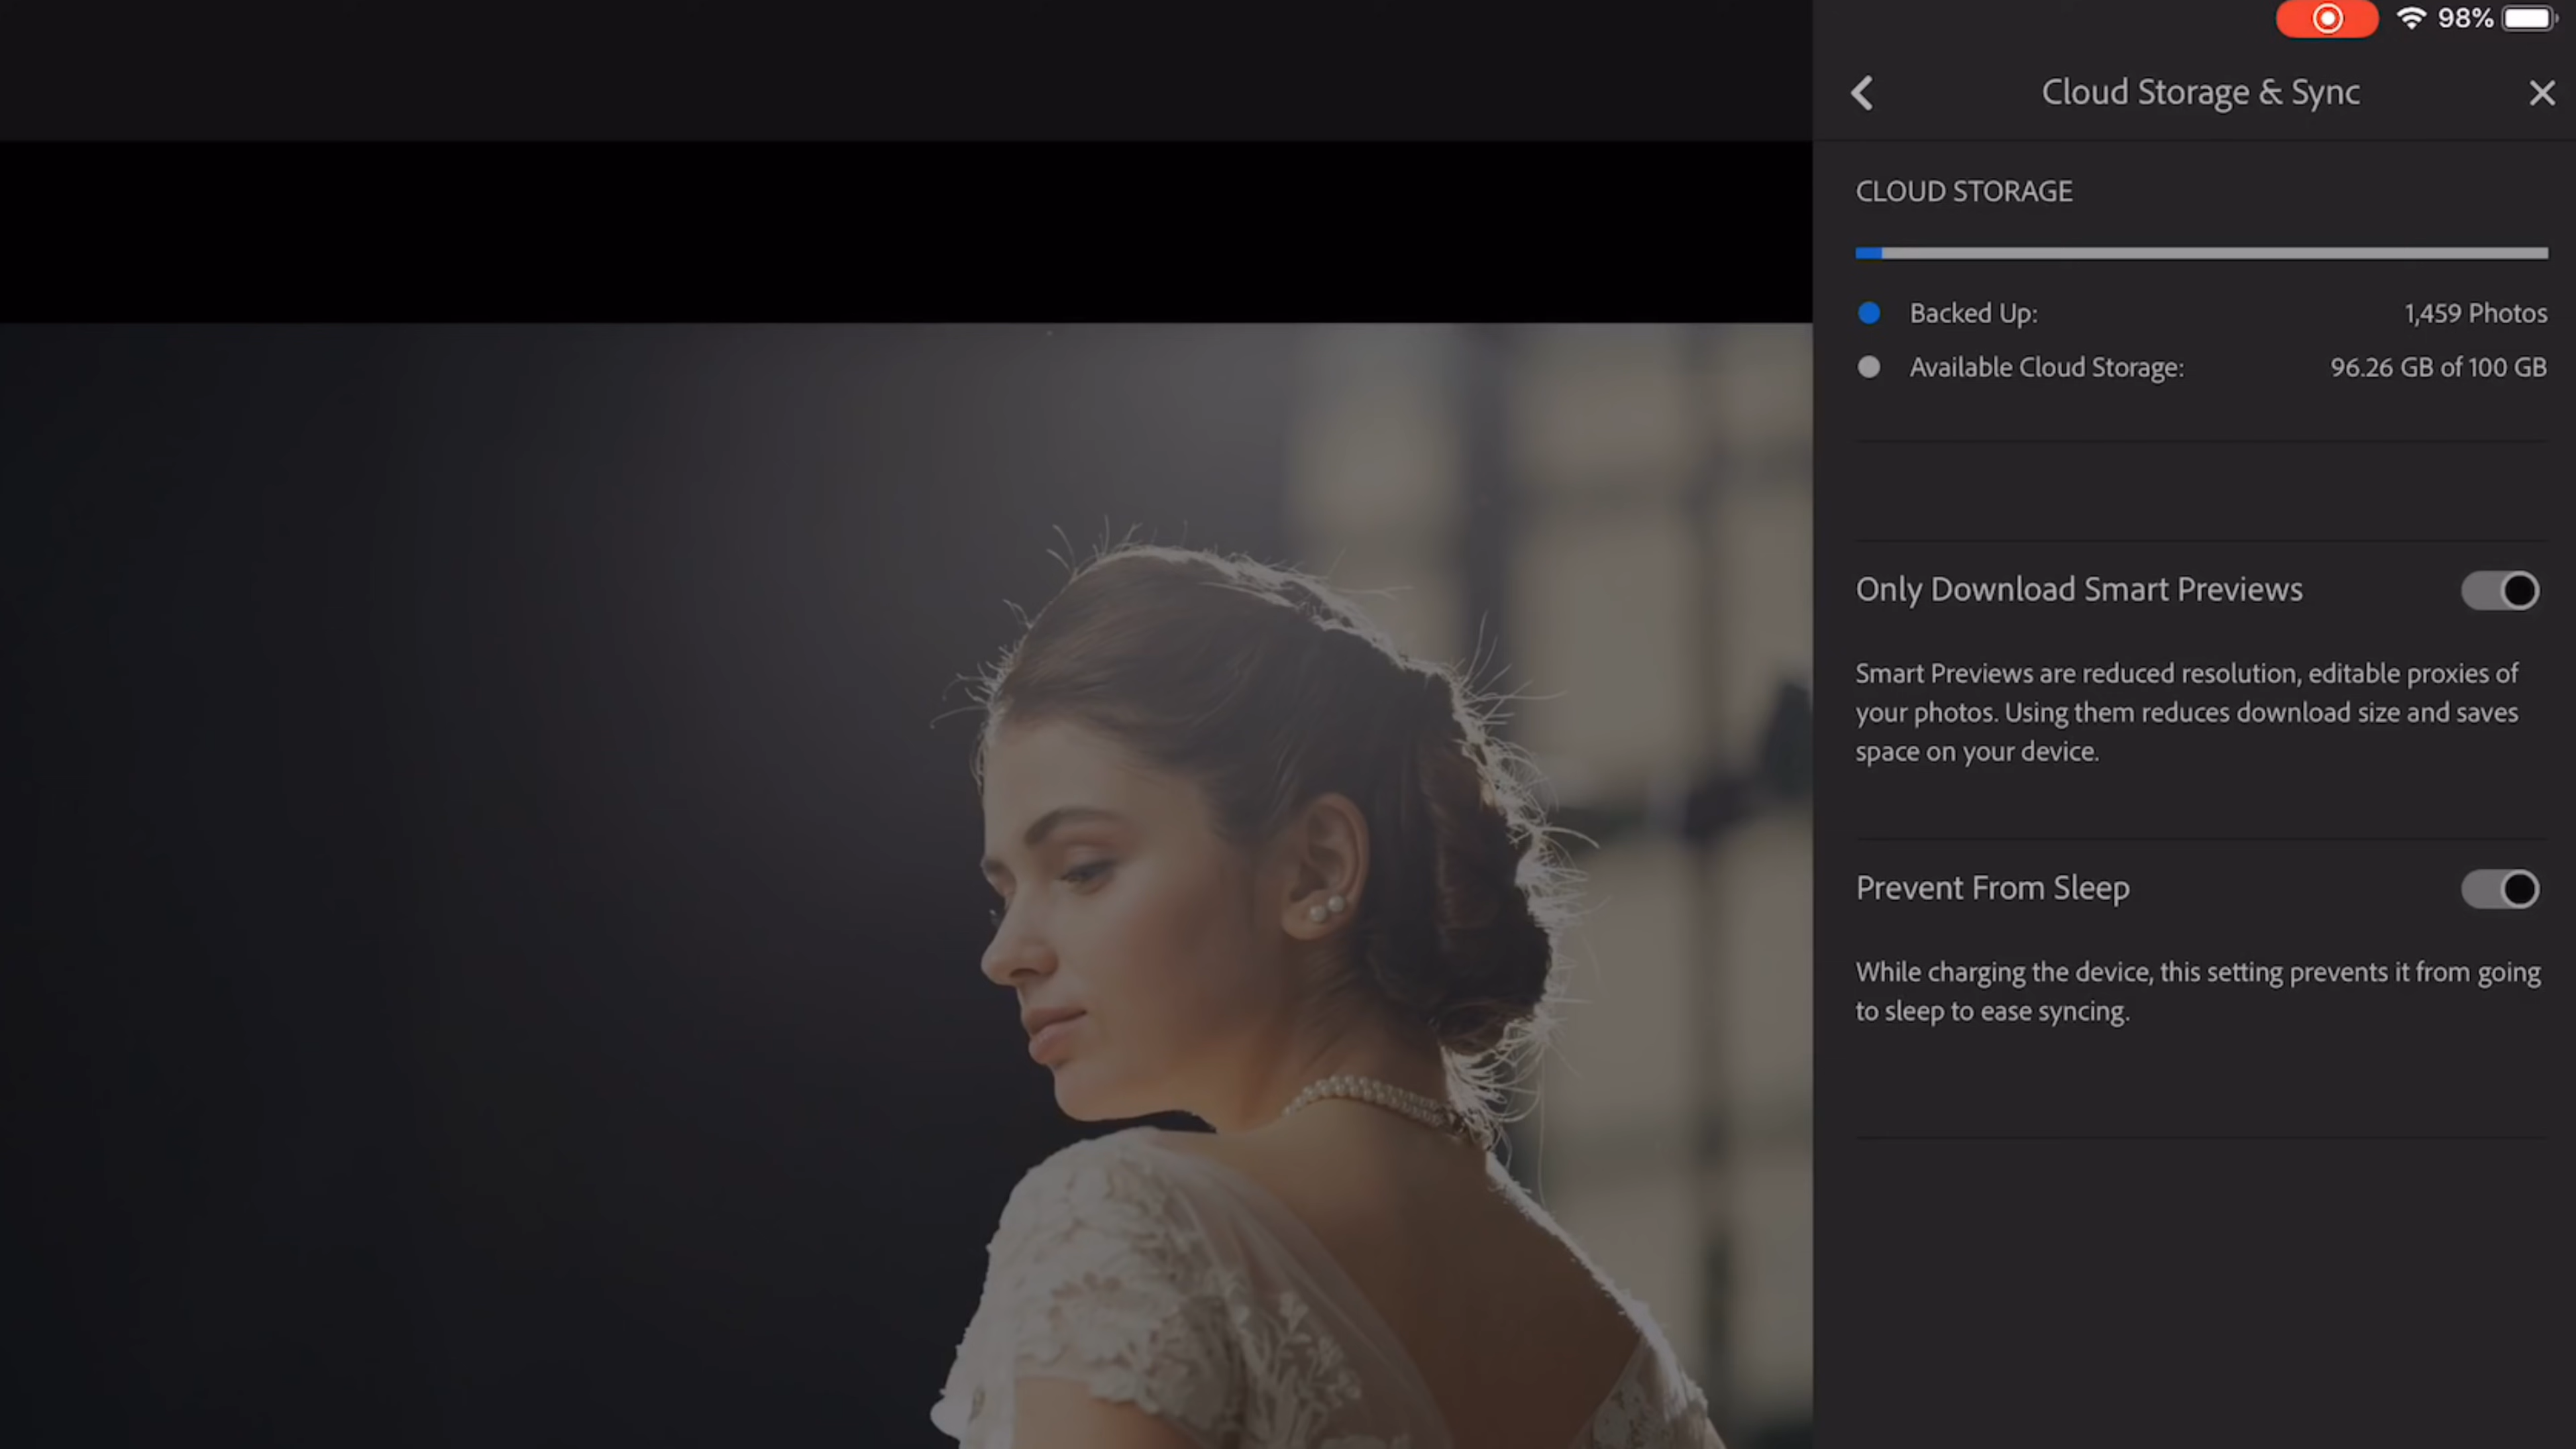 98%
Cloud Storage & Sync
CLOUD STORAGE
Backed Up: 1,459 Photos
Available Cloud Storage: 96.26 GB of 100 GB
Only Download Smart Previews
Smart Previews are reduced resolution, editable proxies of
your photos. Using them reduces download size and saves
space on your device.
Prevent From Sleep
While charging the device, this setting prevents it from going
to sleep to ease syncing.